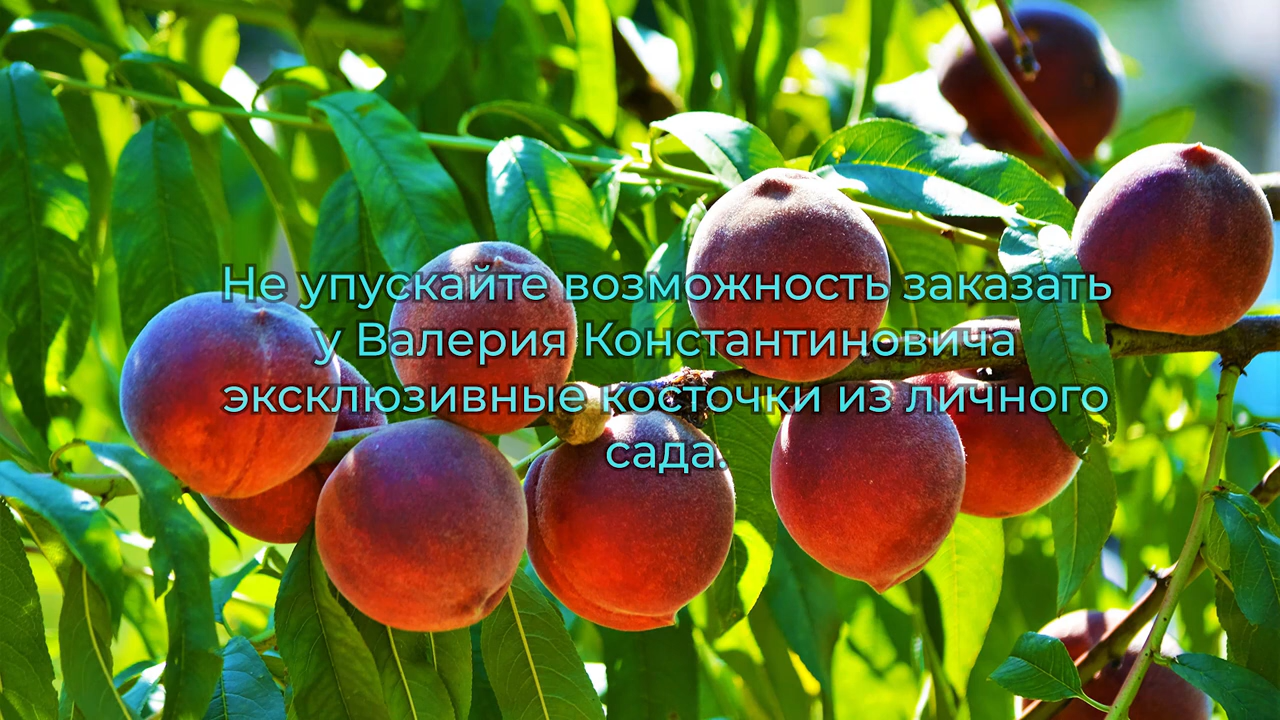 Не упускайте возможность заказать
у Валерия Константиновича
эксклюзивные косточки из личного
сада.